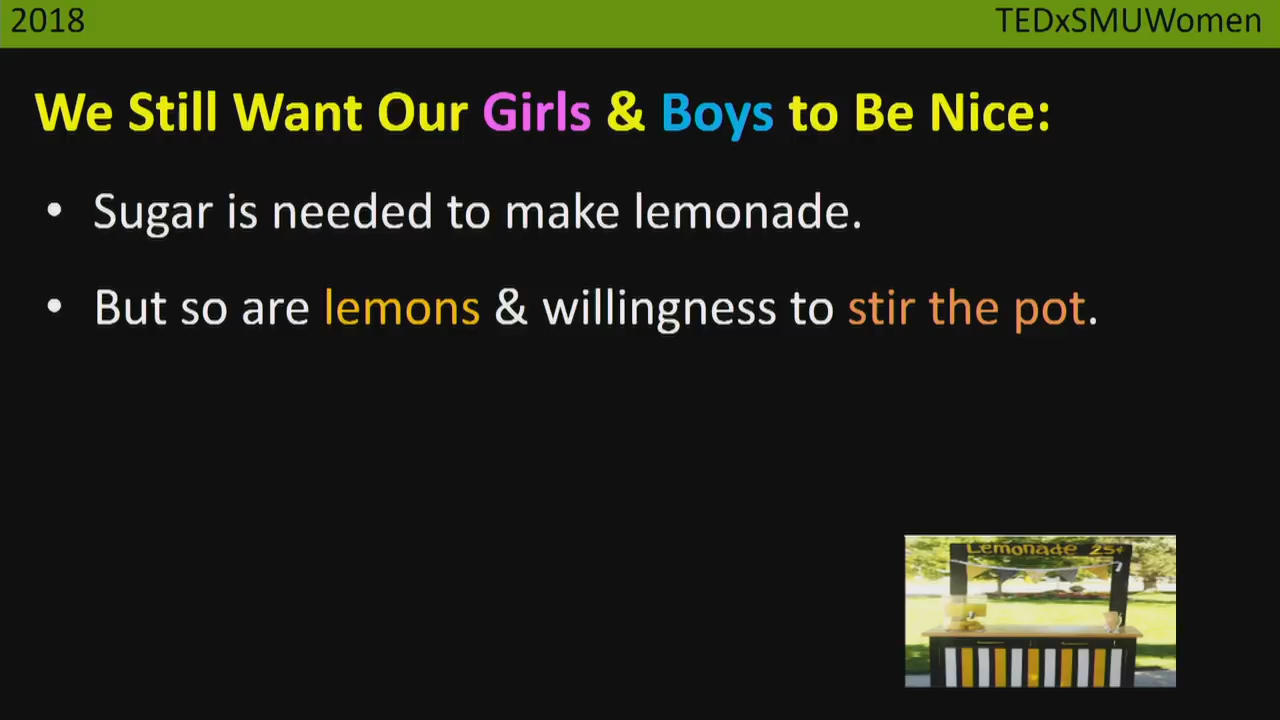 2018 TEDxSMUWomen
We Still Want Our Girls & Boys to Be Nice:
• Sugar is needed to make lemonade.
• But so are lemons & willingness to stir the pot.
Lemonade 25¢